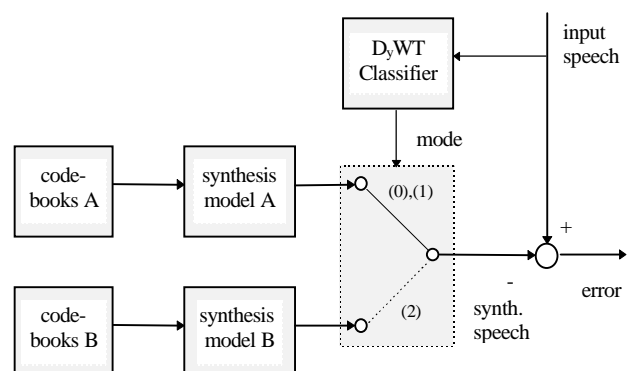 input
speech
DyWT
Classifier
mode
code-
books A
synthesis
model A
(0),(1)
+
-
error
synth.
speech
(2)
code-
books B
synthesis
model B